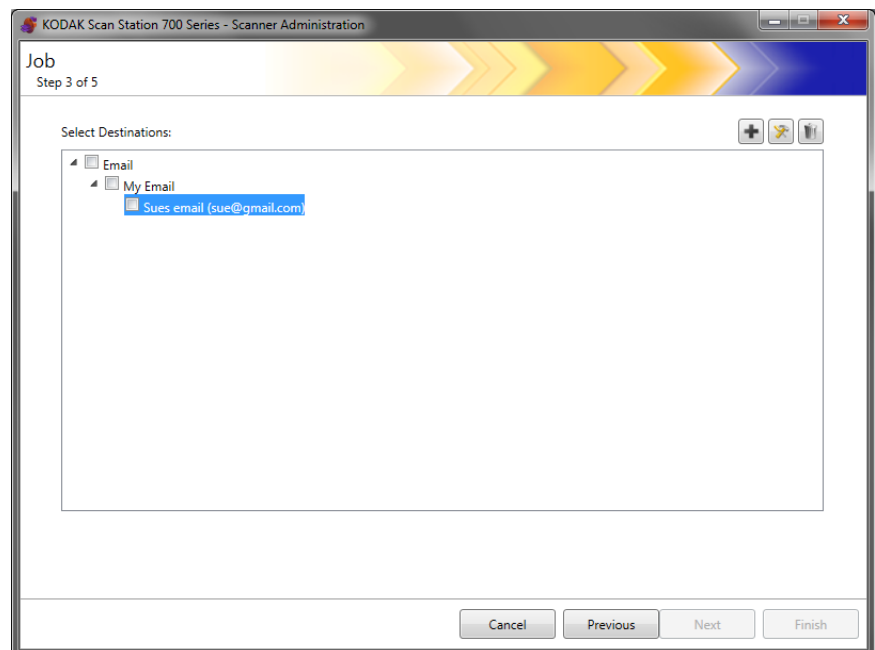 KODAK Scan Station 700 Series - Scanner Administration
Job
Step 3 of 5
Select Destinations:
Email
My Email
Sues email (sue@gmail.com)
Cancel Previous Next Finish